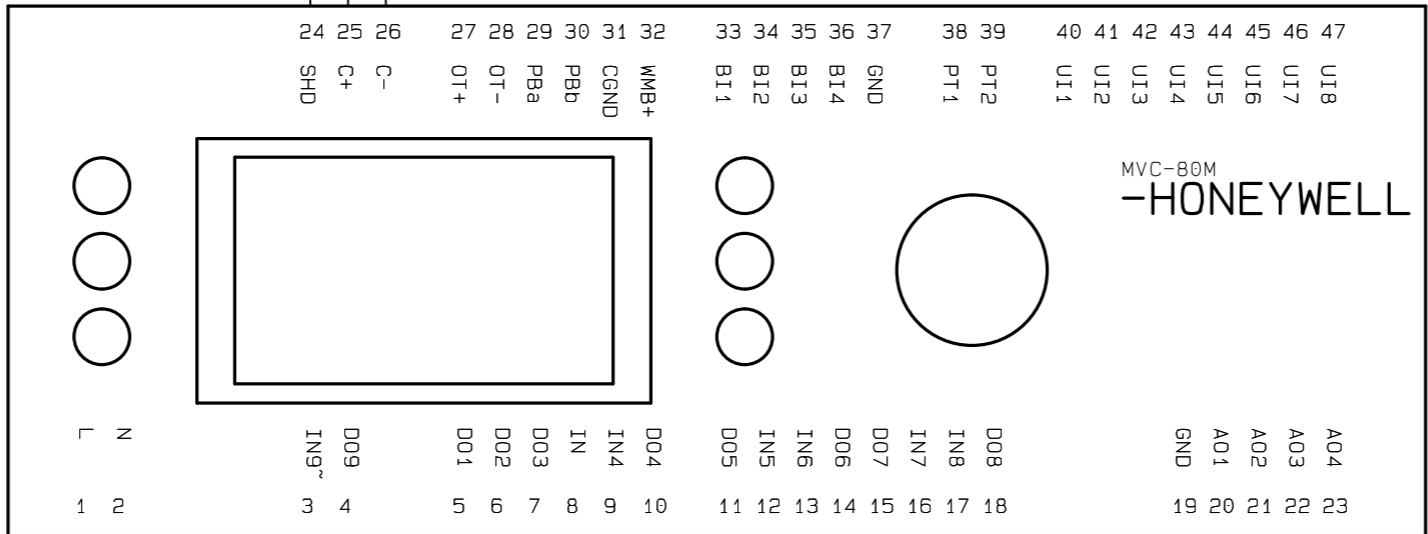 24 25 26 27 28 29 30 31 32 33 34 35 36 37 38 39 40 41 42 43 44 45 46 47
SHD C+ C- OT+ OT- PBa PBb CGND WMB+ BI1 BI2 BI3 BI4 GND PT1 PT2 UI1 UI2 UI3 UI4 UI5 UI6 UI7 UI8
MVC-80M
-HONEYWELL
L N IN9~ DO9 DO1 DO2 DO3 IN IN4 DO4 DO5 IN5 IN6 DO6 DO7 IN7 IN8 DO8 GND AO1 AO2 AO3 AO4
1 2 3 4 5 6 7 8 9 10 11 12 13 14 15 16 17 18 19 20 21 22 23